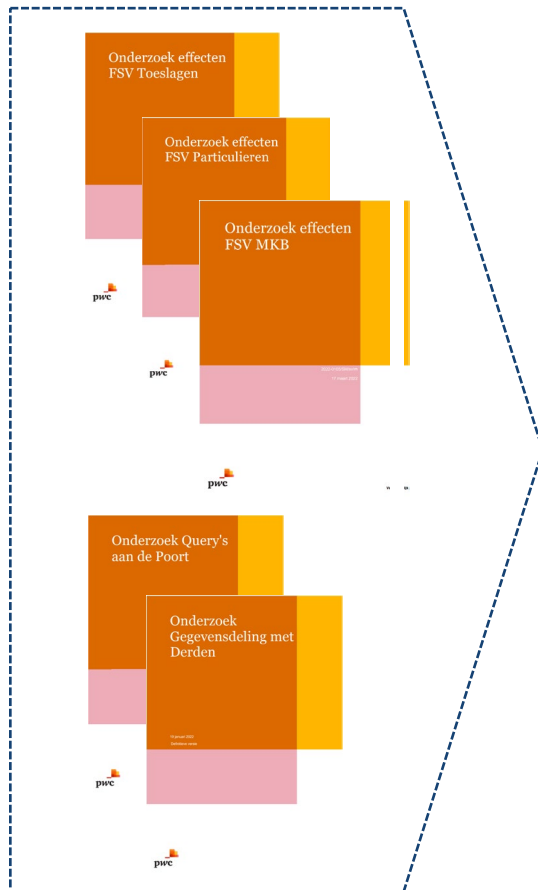 Onderzoek effecten
FSV Toeslagen
Onderzoek effecten
FSV Particulieren
Onderzoek effecten
FSV MKB
pwc
pwc
pwc
Onderzoek Query's
aan de Poort
Onderzoek
Gegevensdeling met
Derden
pwc
pwc